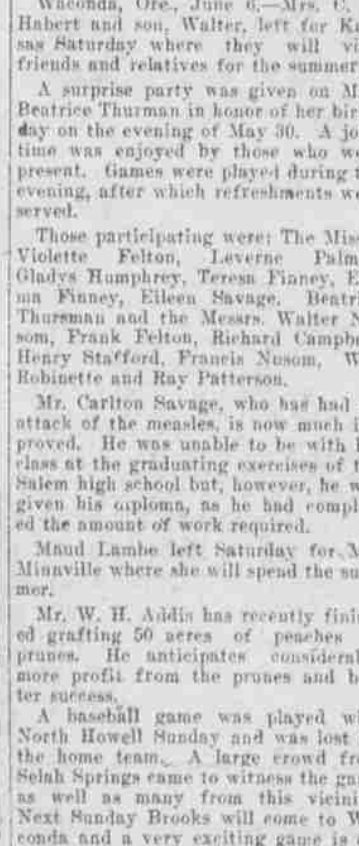 Waconda, Ore., June 6.—Mrs. C.
Habert and son, Walter, left for Ka
sas Saturday where they will vi
friends and relatives for the summer
A surprise party was given on M
Beatrice Thurman in honor of her bir
day on the evening of May 30. A jo
time was enjoyed by those who we
present. Games were played during t
evening, after which refreshments we
served.
Those participating were: The Miss
Violette Felton, Leverne Palm
Gladys Humphrey, Teresa Finney, E
ma Finney, Eileen Savage, Beatr
Thursman and the Messrs. Walter N
som, Frank Felton, Richard Campbe
Henry Stafford, Francis Nusom, W
Robinette and Ray Patterson.
Mr. Carlton Savage, who has had
attack of the measles, is now much i
proved. He was unable to be with h
class at the graduating exercises of t
Salem high school but, however, he w
given his diploma, as he had compl
ed the amount of work required.
Maud Lambe left Saturday for M
Minnville where she will spend the su
mer.
Mr. W. H. Addis has recently finis
ed grafting 50 acres of peaches
prunes. He anticipates considerab
more profit from the prunes and b
ter success.
A baseball game was played wi
North Howell Sunday and was lost
the home team. A large crowd fro
Selah Springs came to witness the ga
as well as many from this vicini
Next Sunday Brooks will come to W
conda and a very exciting game is